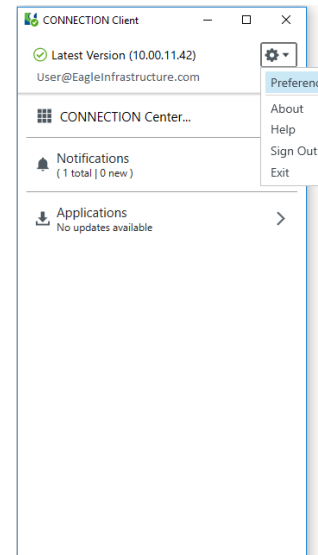 CONNECTION Client
Latest Version (10.00.11.42)
User@EagleInfrastructure.com
Preferenc
About
Help
Sign Out
Exit
CONNECTION Center...
Notifications
( 1 total | 0 new )
Applications
No updates available